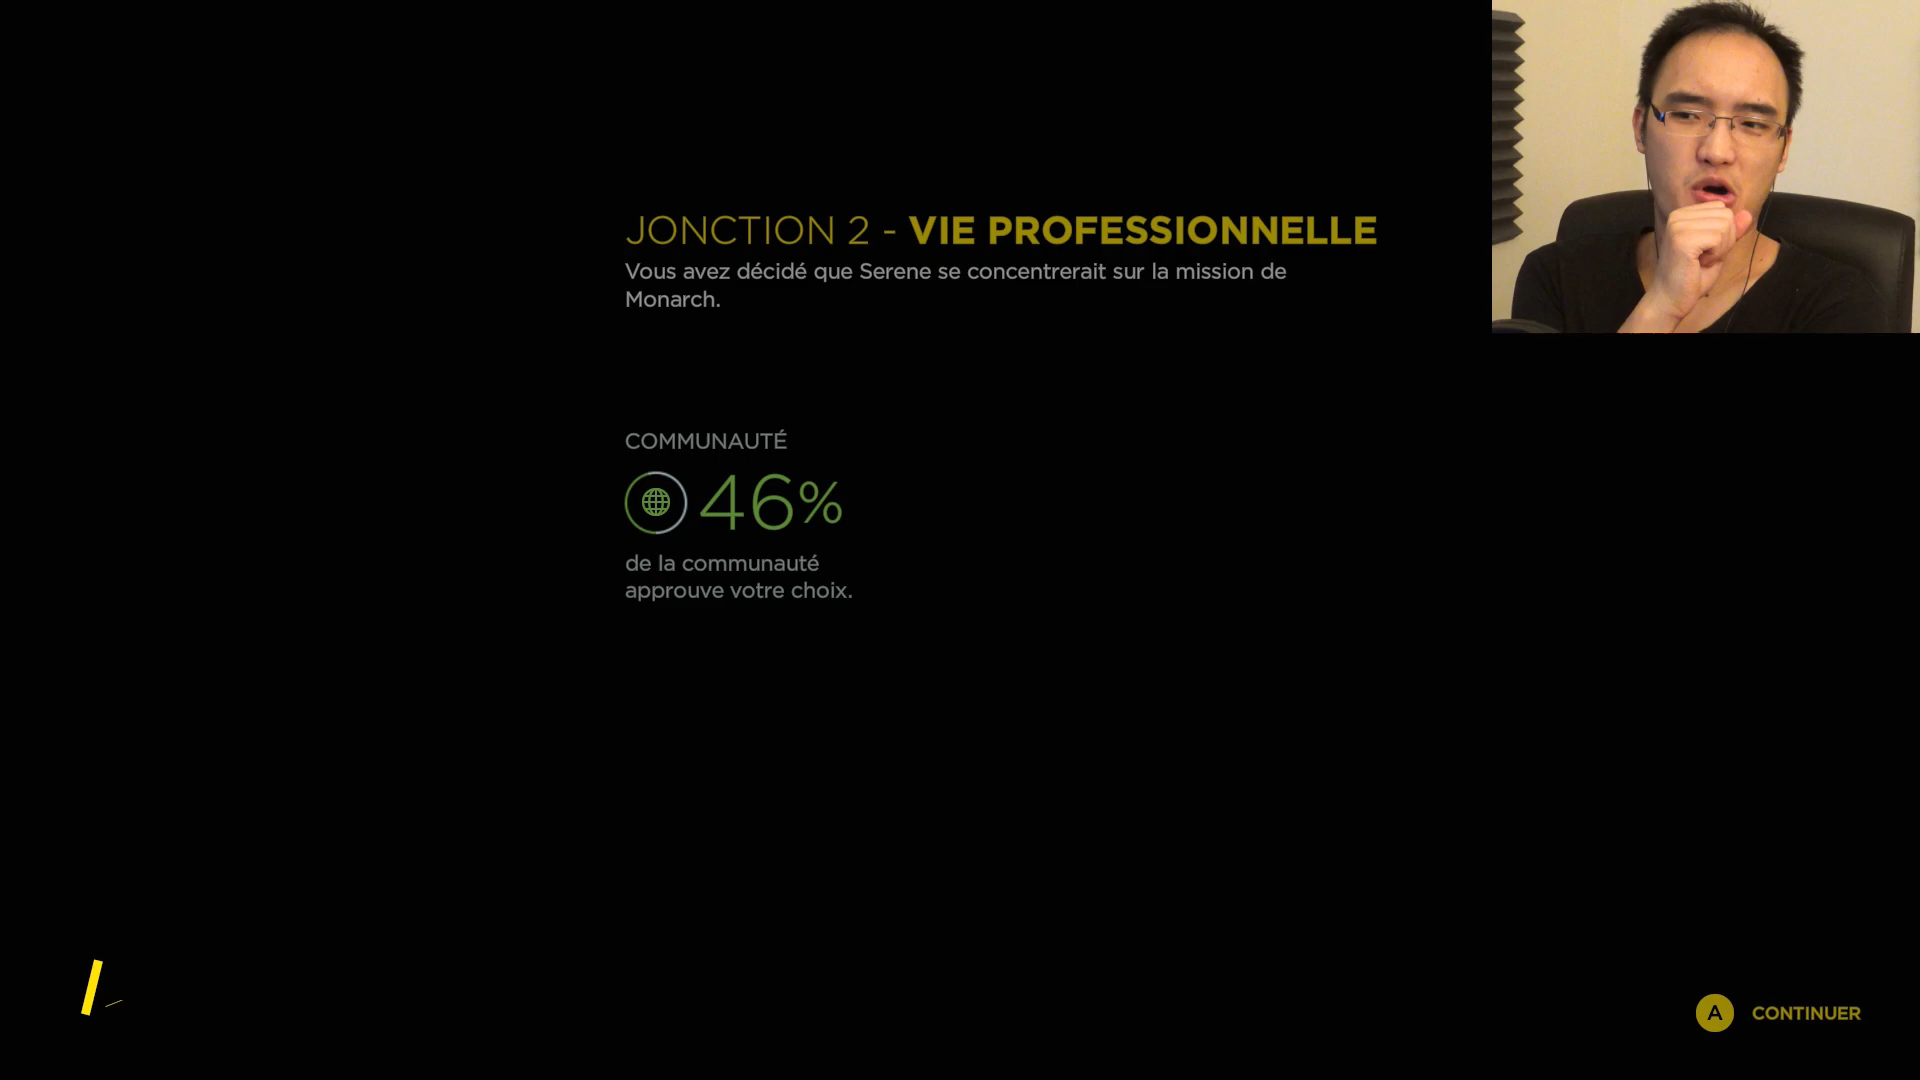 JONCTION 2 - VIE PROFESSIONNELLE
Vous avez décidé que Serene se concentrerait sur la mission de
Monarch.
COMMUNAUTÉ
46%
de la communauté
approuve votre choix.
A CONTINUER